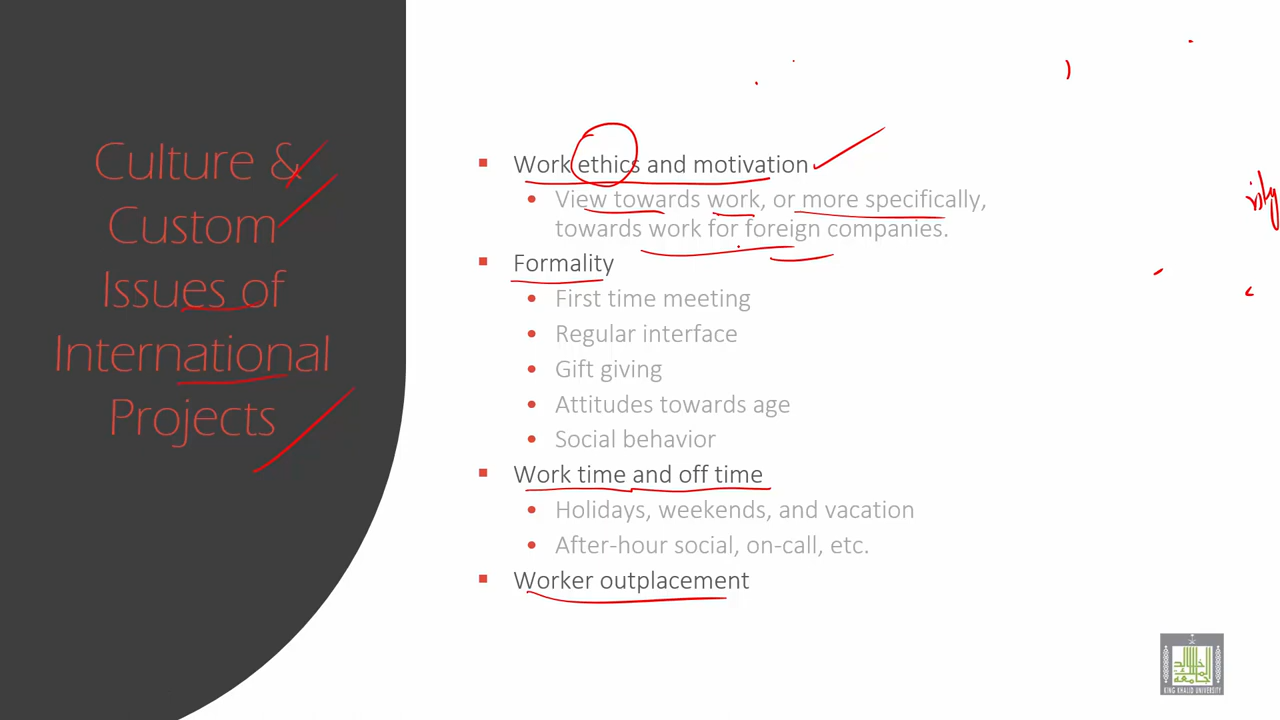 Culture &
Custom
Issues of
International
Projects
Work ethics and motivation
View towards work, or more specifically,
towards work for foreign companies.
Formality
First time meeting
Regular interface
Gift giving
Attitudes towards age
Social behavior
Work time and off time
Holidays, weekends, and vacation
After-hour social, on-call, etc.
Worker outplacement
KING KHALID UNIVERSITY